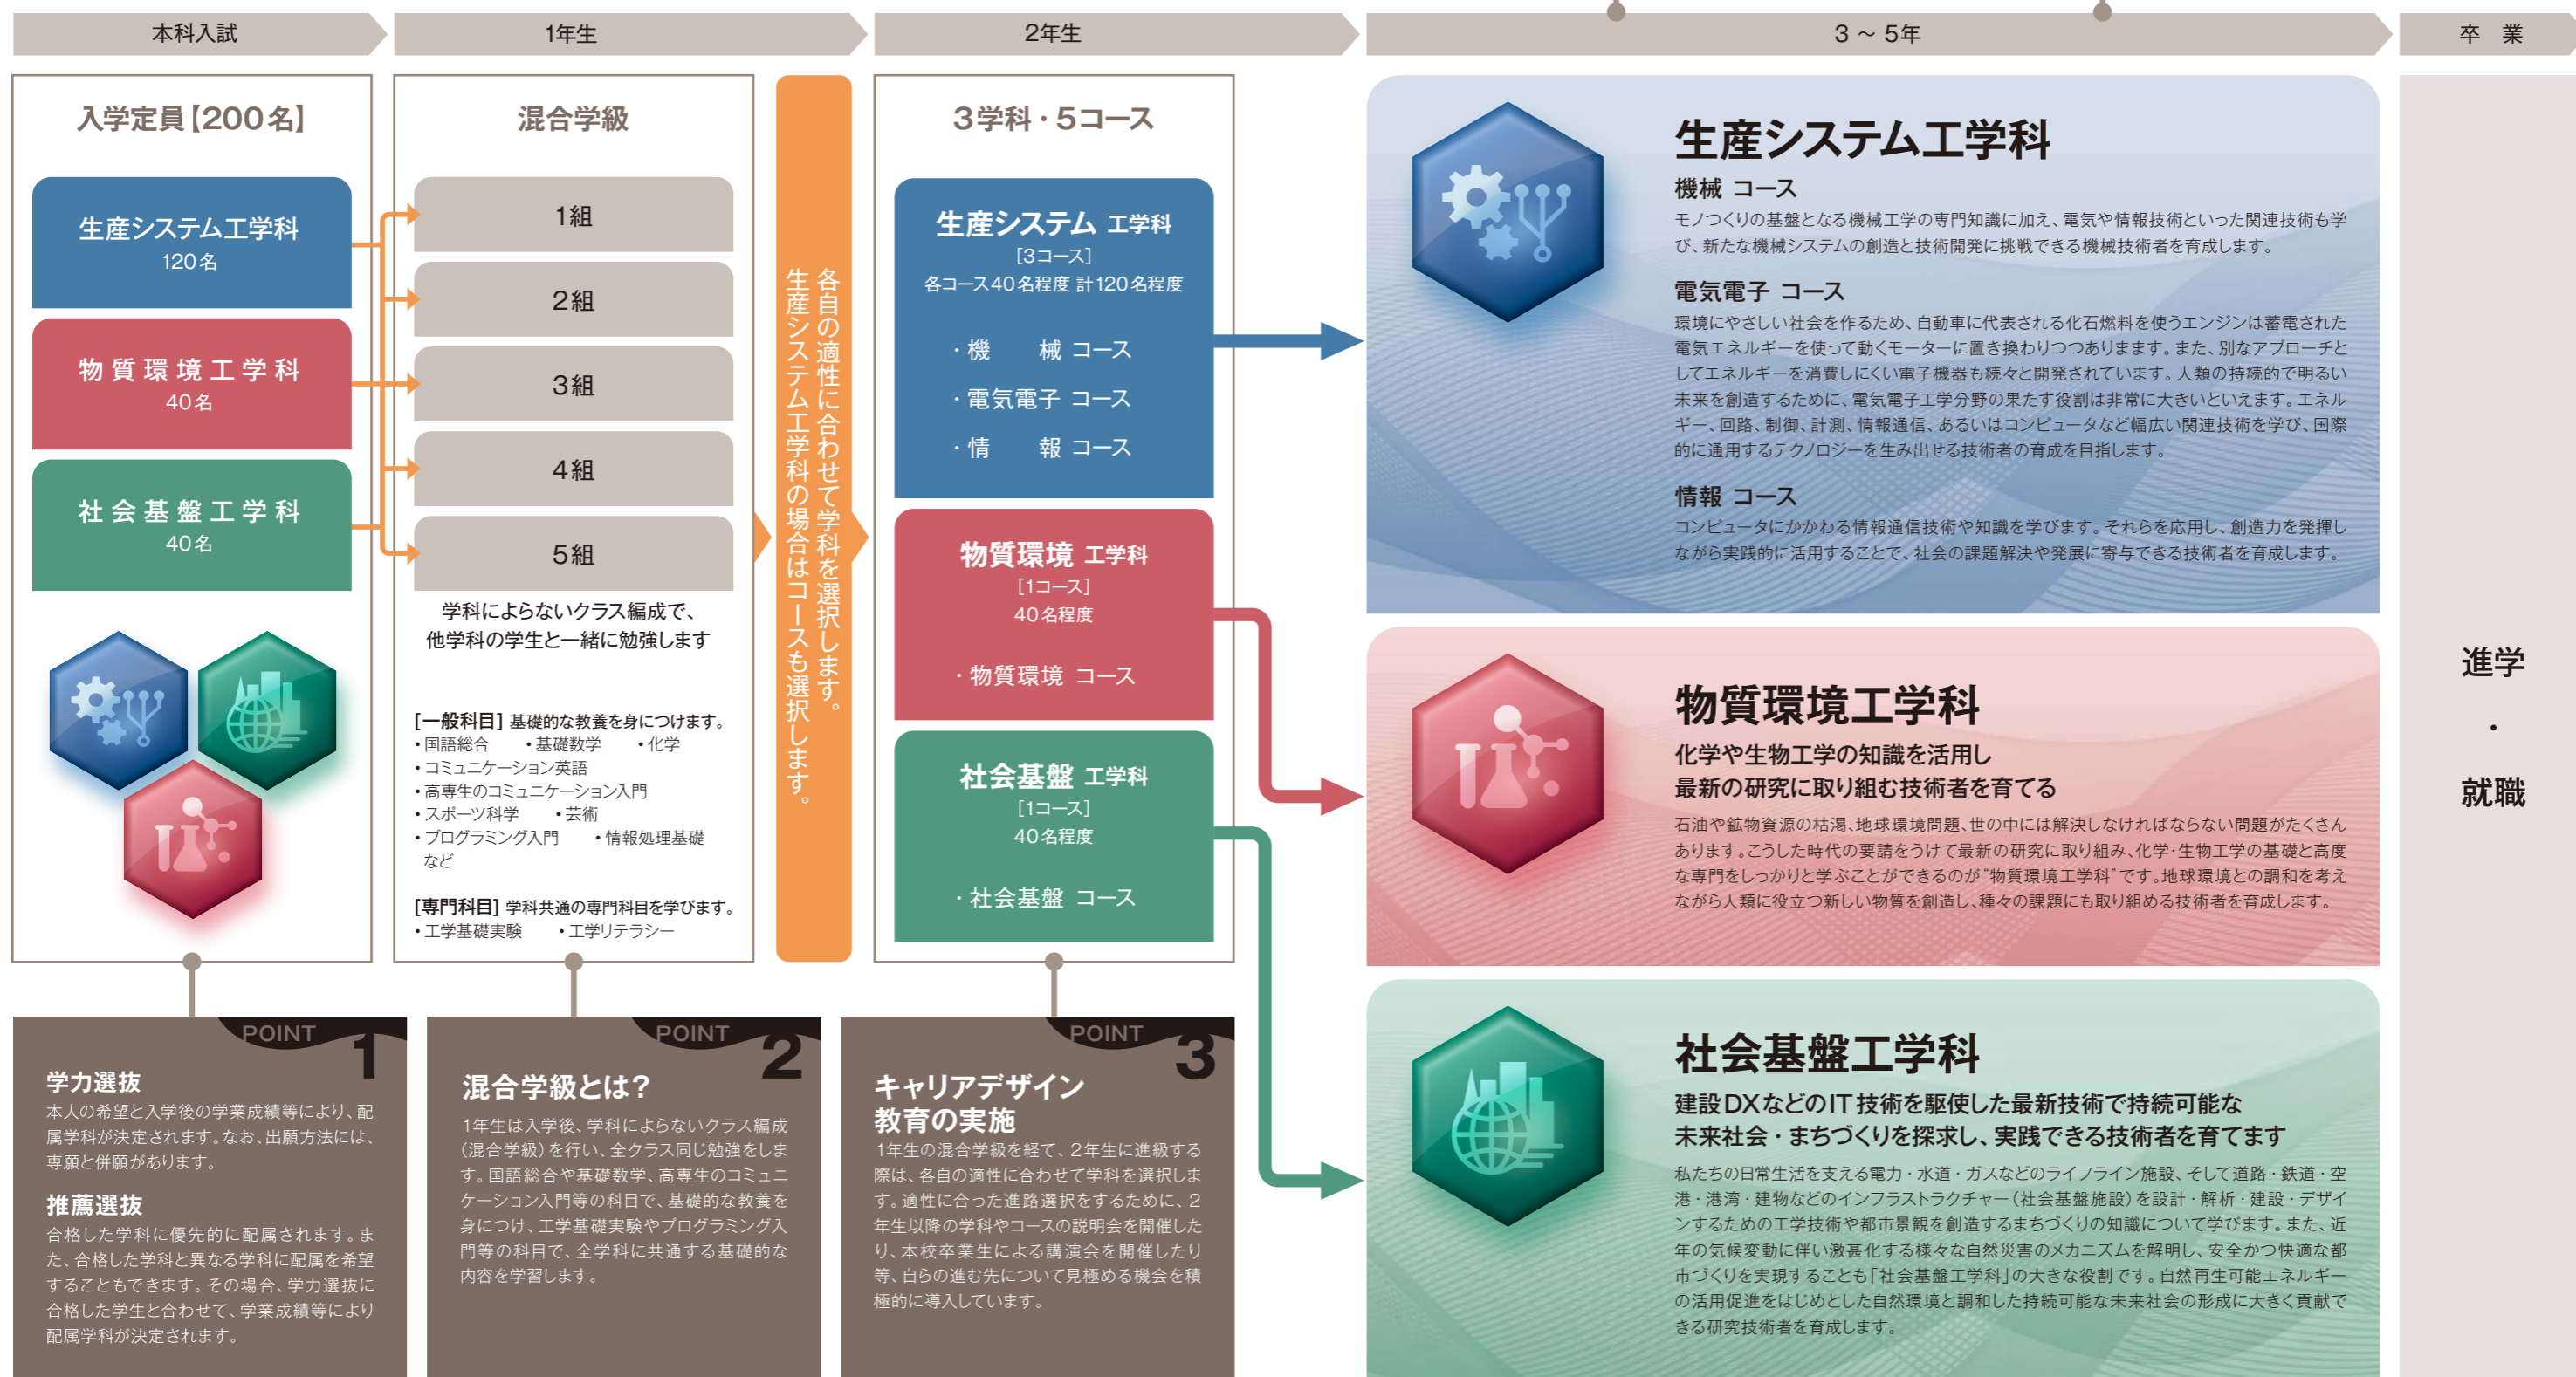 本科入試
1年生
2年生
3 〜 5年
卒 業
入学定員【200名】
生産システム工学科
120名
物質環境工学科
40名
社会基盤工学科
40名
混合学級
1組
2組
3組
4組
5組
学科によらないクラス編成で、
他学科の学生と一緒に勉強します
[一般科目] 基礎的な教養を身につけます。
・国語総合 ・基礎数学 ・化学
・コミュニケーション英語
・高専生のコミュニケーション入門
・スポーツ科学 ・芸術
・プログラミング入門 ・情報処理基礎
など
[専門科目] 学科共通の専門科目を学びます。
・工学基礎実験 ・工学リテラシー
各自の適性に合わせて学科を選択します。
生産システム工学科の場合はコースも選択します。
3学科・5コース
生産システム 工学科
[3コース]
各コース40名程度 計120名程度
・機 械 コース
・電気電子 コース
・情 報 コース
物質環境 工学科
[1コース]
40名程度
・物質環境 コース
社会基盤 工学科
[1コース]
40名程度
・社会基盤 コース
生産システム工学科
機械 コース
モノつくりの基盤となる機械工学の専門知識に加え、電気や情報技術といった関連技術も学
び、新たな機械システムの創造と技術開発に挑戦できる機械技術者を育成します。
電気電子 コース
環境にやさしい社会を作るため、自動車に代表される化石燃料を使うエンジンは蓄電された
電気エネルギーを使って動くモーターに置き換わりつつありまます。また、別なアプローチと
してエネルギーを消費しにくい電子機器も続々と開発されています。人類の持続的で明るい
未来を創造するために、電気電子工学分野の果たす役割は非常に大きいといえます。エネル
ギー、回路、制御、計測、情報通信、あるいはコンピュータなど幅広い関連技術を学び、国際
的に通用するテクノロジーを生み出せる技術者の育成を目指します。
情報 コース
コンピュータにかかわる情報通信技術や知識を学びます。それらを応用し、創造力を発揮し
ながら実践的に活用することで、社会の課題解決や発展に寄与できる技術者を育成します。
物質環境工学科
化学や生物工学の知識を活用し
最新の研究に取り組む技術者を育てる
石油や鉱物資源の枯渇、地球環境問題、世の中には解決しなければならない問題がたくさん
あります。こうした時代の要請をうけて最新の研究に取り組み、化学・生物工学の基礎と高度
な専門をしっかりと学ぶことができるのが“物質環境工学科”です。地球環境との調和を考え
ながら人類に役立つ新しい物質を創造し、種々の課題にも取り組める技術者を育成します。
社会基盤工学科
建設DXなどのIT技術を駆使した最新技術で持続可能な
未来社会・まちづくりを探求し、実践できる技術者を育てます
私たちの日常生活を支える電力・水道・ガスなどのライフライン施設、そして道路・鉄道・空
港・港湾・建物などのインフラストラクチャー（社会基盤施設）を設計・解析・建設・デザイ
ンするための工学技術や都市景観を創造するまちづくりの知識について学びます。また、近
年の気候変動に伴い激甚化する様々な自然災害のメカニズムを解明し、安全かつ快適な都
市づくりを実現することも「社会基盤工学科」の大きな役割です。自然再生可能エネルギー
の活用促進をはじめとした自然環境と調和した持続可能な未来社会の形成に大きく貢献で
きる研究技術者を育成します。
進学
・
就職
POINT 1
学力選抜
本人の希望と入学後の学業成績等により、配
属学科が決定されます。なお、出願方法には、
専願と併願があります。
推薦選抜
合格した学科に優先的に配属されます。ま
た、合格した学科と異なる学科に配属を希望
することもできます。その場合、学力選抜に
合格した学生と合わせて、学業成績等により
配属学科が決定されます。
POINT 2
混合学級とは?
1年生は入学後、学科によらないクラス編成
（混合学級）を行い、全クラス同じ勉強をしま
す。国語総合や基礎数学、高専生のコミュニ
ケーション入門等の科目で、基礎的な教養を
身につけ、工学基礎実験やプログラミング入
門等の科目で、全学科に共通する基礎的な
内容を学習します。
POINT 3
キャリアデザイン
教育の実施
1年生の混合学級を経て、2年生に進級する
際は、各自の適性に合わせて学科を選択しま
す。適性に合った進路選択をするために、2
年生以降の学科やコースの説明会を開催した
り、本校卒業生による講演会を開催したり
等、自らの進む先について見極める機会を積
極的に導入しています。